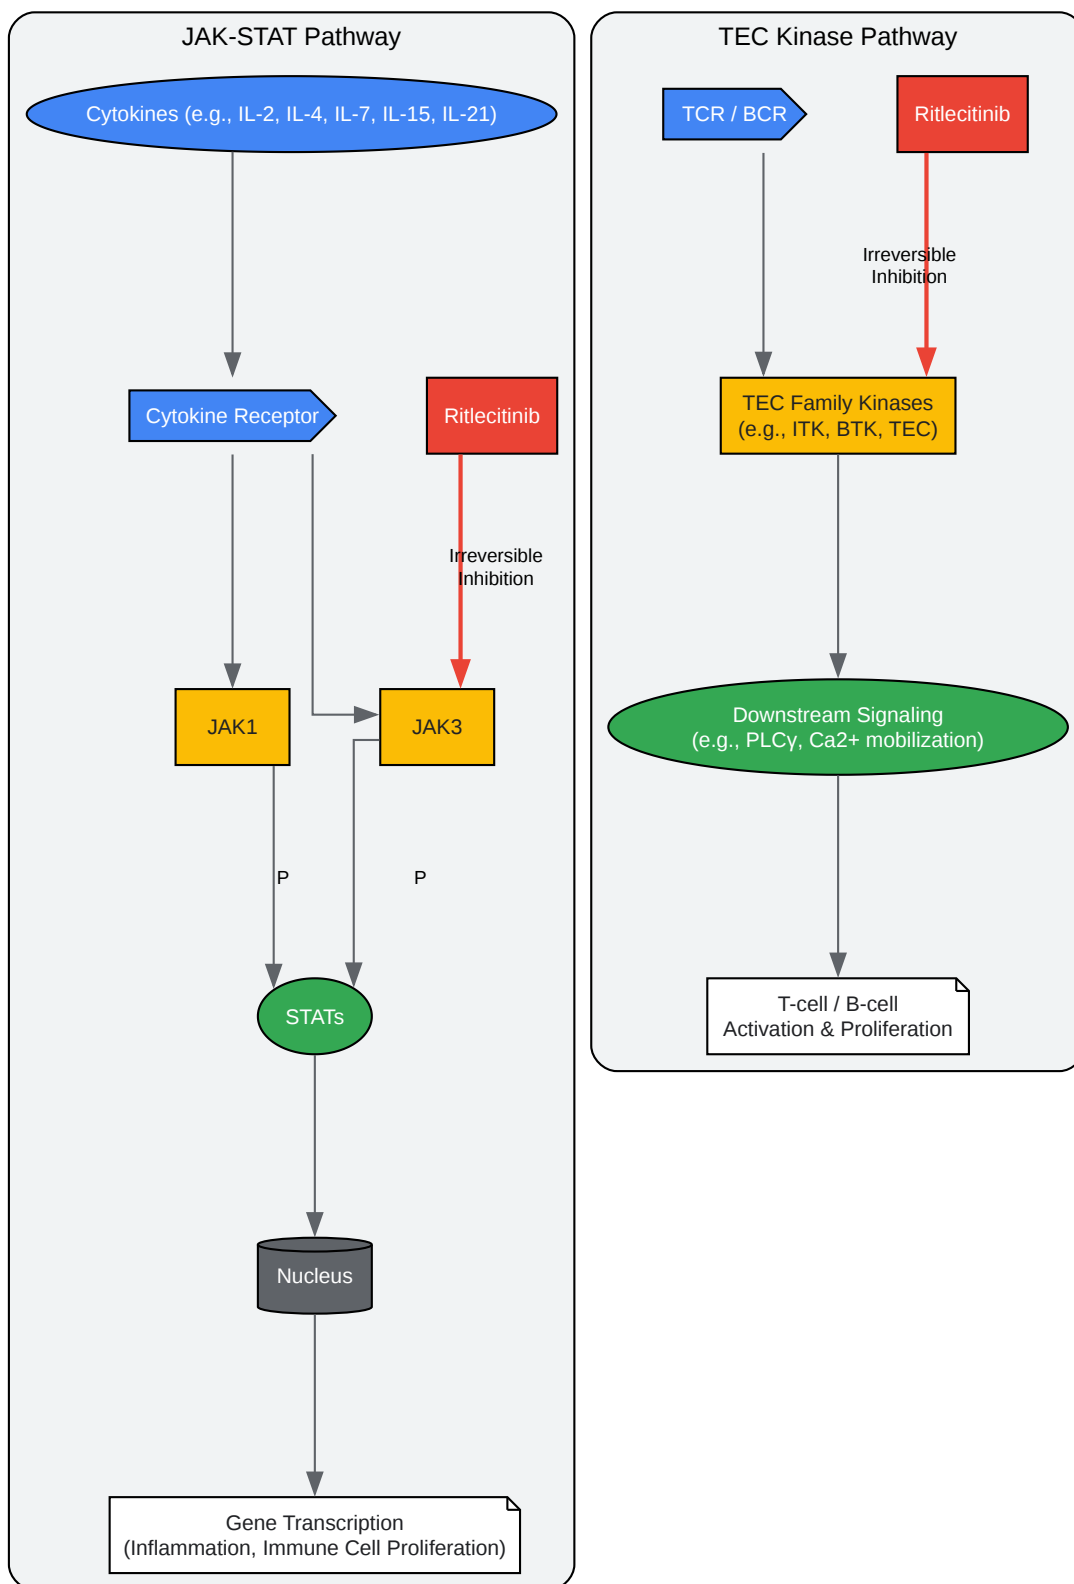 JAK-STAT Pathway
Cytokines (e.g., IL-2, IL-4, IL-7, IL-15, IL-21)
Cytokine Receptor
Ritlecitinib
Irreversible
Inhibition
JAK1
JAK3
P
P
STATs
Nucleus
Gene Transcription
(Inflammation, Immune Cell Proliferation)
TEC Kinase Pathway
TCR / BCR
Ritlecitinib
Irreversible
Inhibition
TEC Family Kinases
(e.g., ITK, BTK, TEC)
Downstream Signaling
(e.g., PLCγ, Ca2+ mobilization)
T-cell / B-cell
Activation & Proliferation